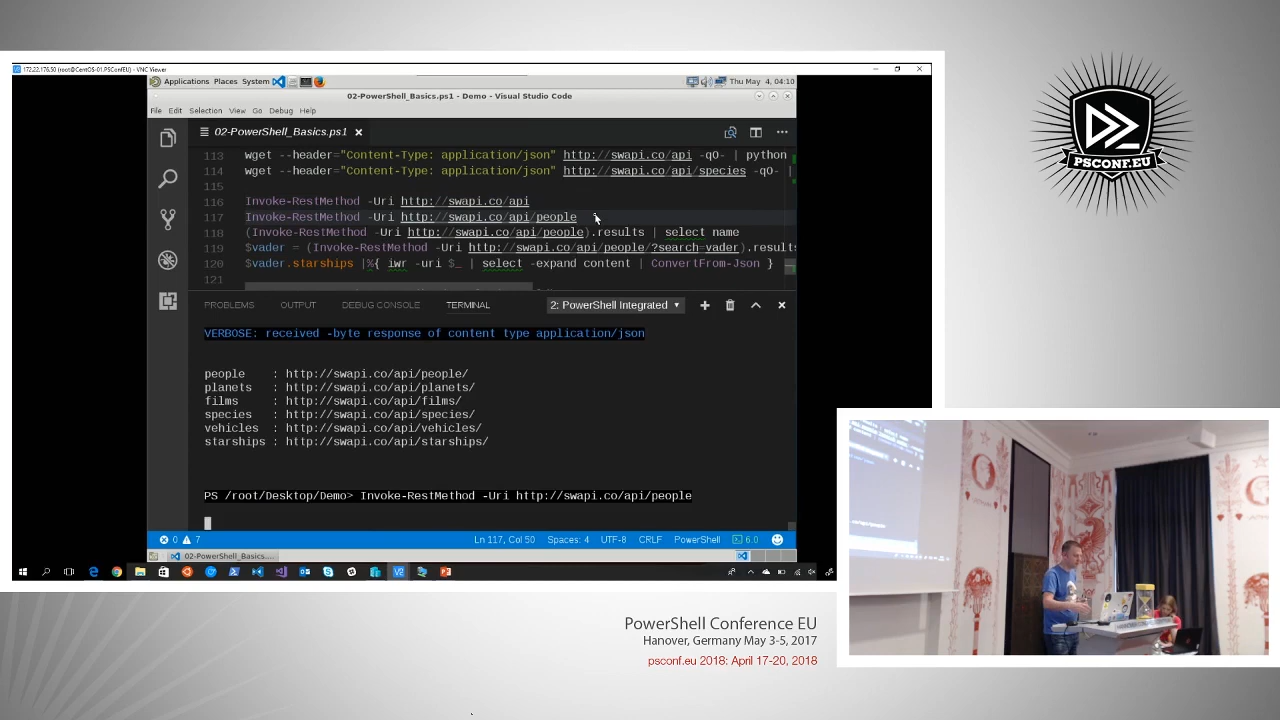 172.22.176.50 (root@CentOS-01.PSConfEU) - VNC Viewer
Applications Places System
Thu May 4, 04:10
02-PowerShell_Basics.ps1 - Demo - Visual Studio Code
File Edit Selection View Go Debug Help
02-PowerShell_Basics.ps1
113 wget --header="Content-Type: application/json" http://swapi.co/api -qO- | python
114 wget --header="Content-Type: application/json" http://swapi.co/api/species -qO- |
115
116 Invoke-RestMethod -Uri http://swapi.co/api
117 Invoke-RestMethod -Uri http://swapi.co/api/people
118 (Invoke-RestMethod -Uri http://swapi.co/api/people).results | select name
119 $vader = (Invoke-RestMethod -Uri http://swapi.co/api/people/?search=vader).results
120 $vader.starships |%{ iwr -uri $_ | select -expand content | ConvertFrom-Json }
121
PROBLEMS OUTPUT DEBUG CONSOLE TERMINAL 2: PowerShell Integrated
VERBOSE: received -byte response of content type application/json
people : http://swapi.co/api/people/
planets : http://swapi.co/api/planets/
films : http://swapi.co/api/films/
species : http://swapi.co/api/species/
vehicles : http://swapi.co/api/vehicles/
starships : http://swapi.co/api/starships/
PS /root/Desktop/Demo> Invoke-RestMethod -Uri http://swapi.co/api/people
0 7 Ln 117, Col 50 Spaces: 4 UTF-8 CRLF PowerShell 6.0
02-PowerShell_Basics....
PSCONF.EU
PowerShell Conference EU
Hanover, Germany May 3-5, 2017
psconf.eu 2018: April 17-20, 2018